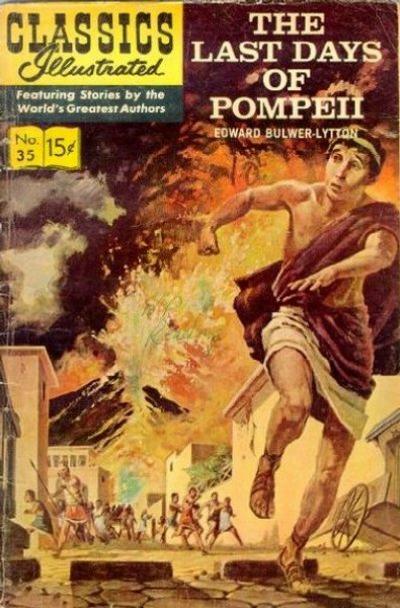 CLASSICS
Illustrated
Featuring Stories by the
World's Greatest Authors
No.
35
15¢
THE
LAST DAYS
OF
POMPEII
EDWARD BULWER-LYTTON